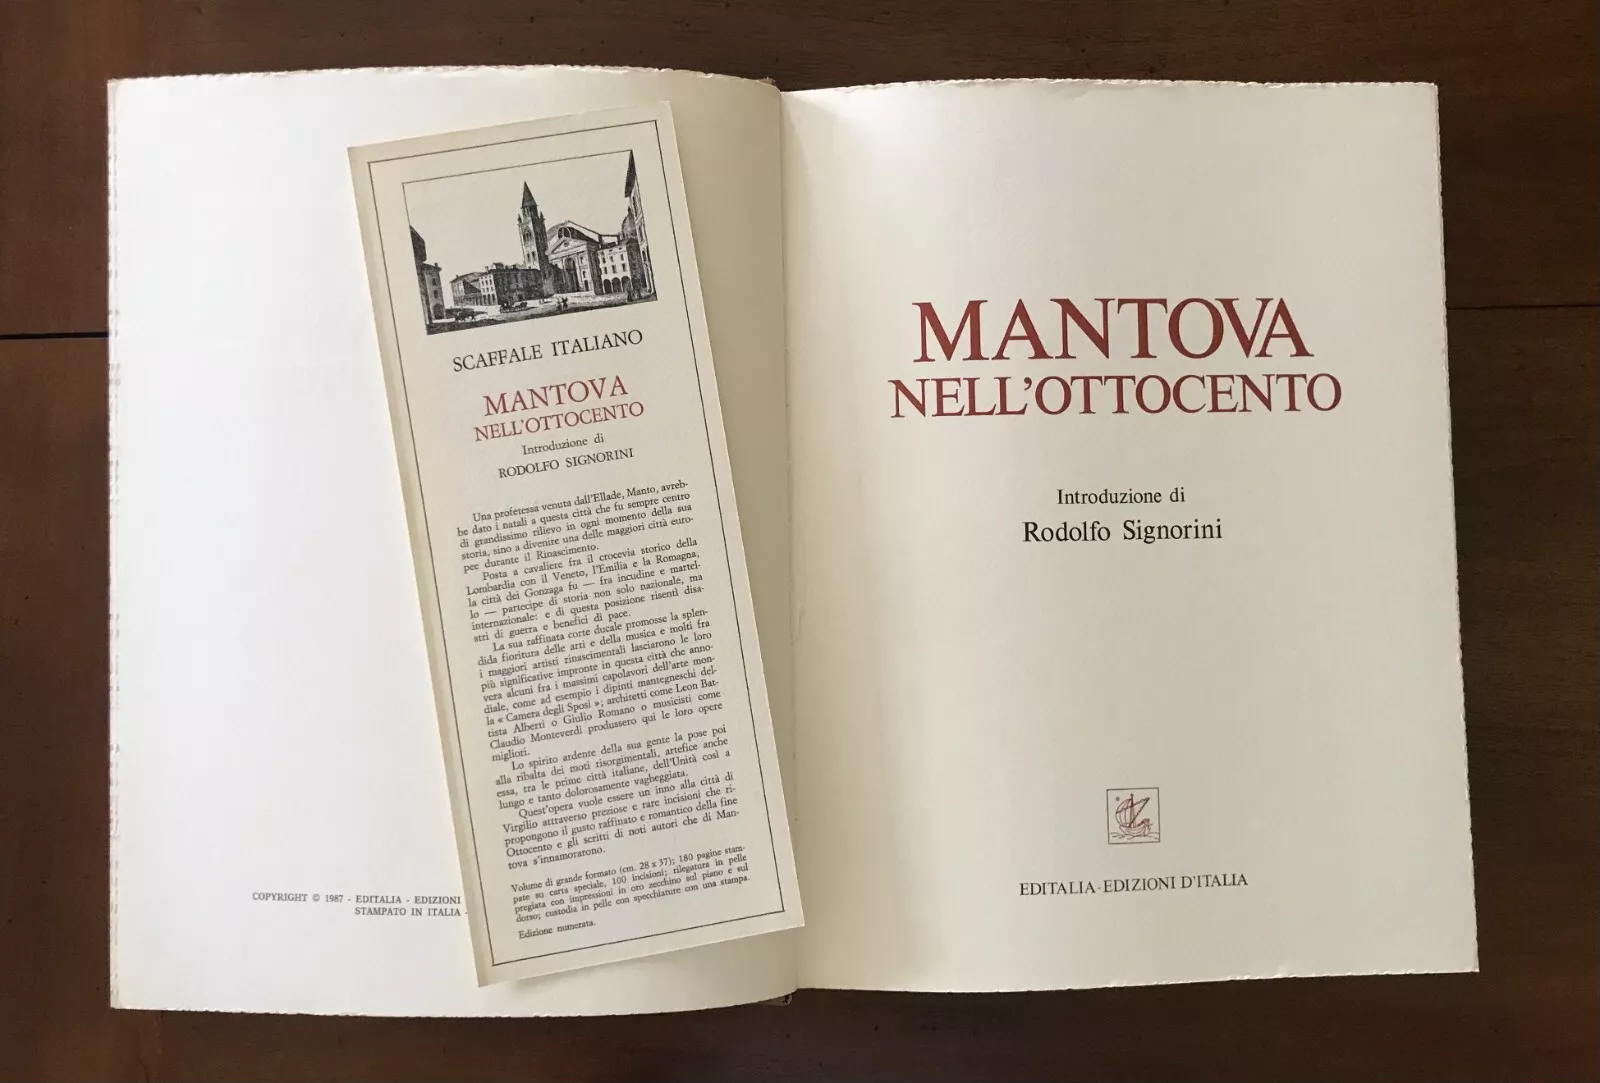 SCAFFALE ITALIANO
MANTOVA
NELL'OTTOCENTO
Introduzione di
RODOLFO SIGNORINI
Una profetessa venuta dall'Ellade, Manto, avreb-
be dato i natali a questa città che fu sempre centro
di grandissimo rilievo in ogni momento della sua
storia, sino a divenire una delle maggiori città euro-
pee durante il Rinascimento.
Posta a cavaliere fra il crocevia storico della
Lombardia con il Veneto, l'Emilia e la Romagna,
la città dei Gonzaga fu — fra incudine e martel-
lo — partecipe di storia non solo nazionale, ma
internazionale: e di questa posizione risentì disa-
stri di guerra e benefici di pace.
La sua raffinata corte ducale promosse la splen-
dida fioritura delle arti e della musica e molti fra
i maggiori artisti rinascimentali lasciarono le loro
più significative impronte in questa città che anno-
vera alcuni fra i massimi capolavori dell'arte mon-
diale, come ad esempio i dipinti mantegneschi del-
la « Camera degli Sposi »; architetti come Leon Bat-
tista Alberti o Giulio Romano o musicisti come
Claudio Monteverdi produssero qui le loro opere
migliori.
Lo spirito ardente della sua gente la pose poi
alla ribalta dei moti risorgimentali, artefice anche
essa, tra le prime città italiane, dell'Unità così a
lungo e tanto dolorosamente vagheggiata.
Quest'opera vuole essere un inno alla città di
Virgilio attraverso preziose e rare incisioni che ri-
propongono il gusto raffinato e romantico della fine
Ottocento e gli scritti di noti autori che di Man-
tova s'innamorarono.
Volume di grande formato (cm. 28 x 37); 180 pagine stam-
pate su carta speciale, 100 incisioni; rilegatura in pelle
pregiata con impressioni in oro zecchino sul piano e sul
dorso; custodia in pelle con specchiature con una stampa.
Edizione numerata.
COPYRIGHT © 1987 - EDITALIA - EDIZIONI
STAMPATO IN ITALIA -
MANTOVA
NELL'OTTOCENTO
Introduzione di
Rodolfo Signorini
EDITALIA-EDIZIONI D'ITALIA